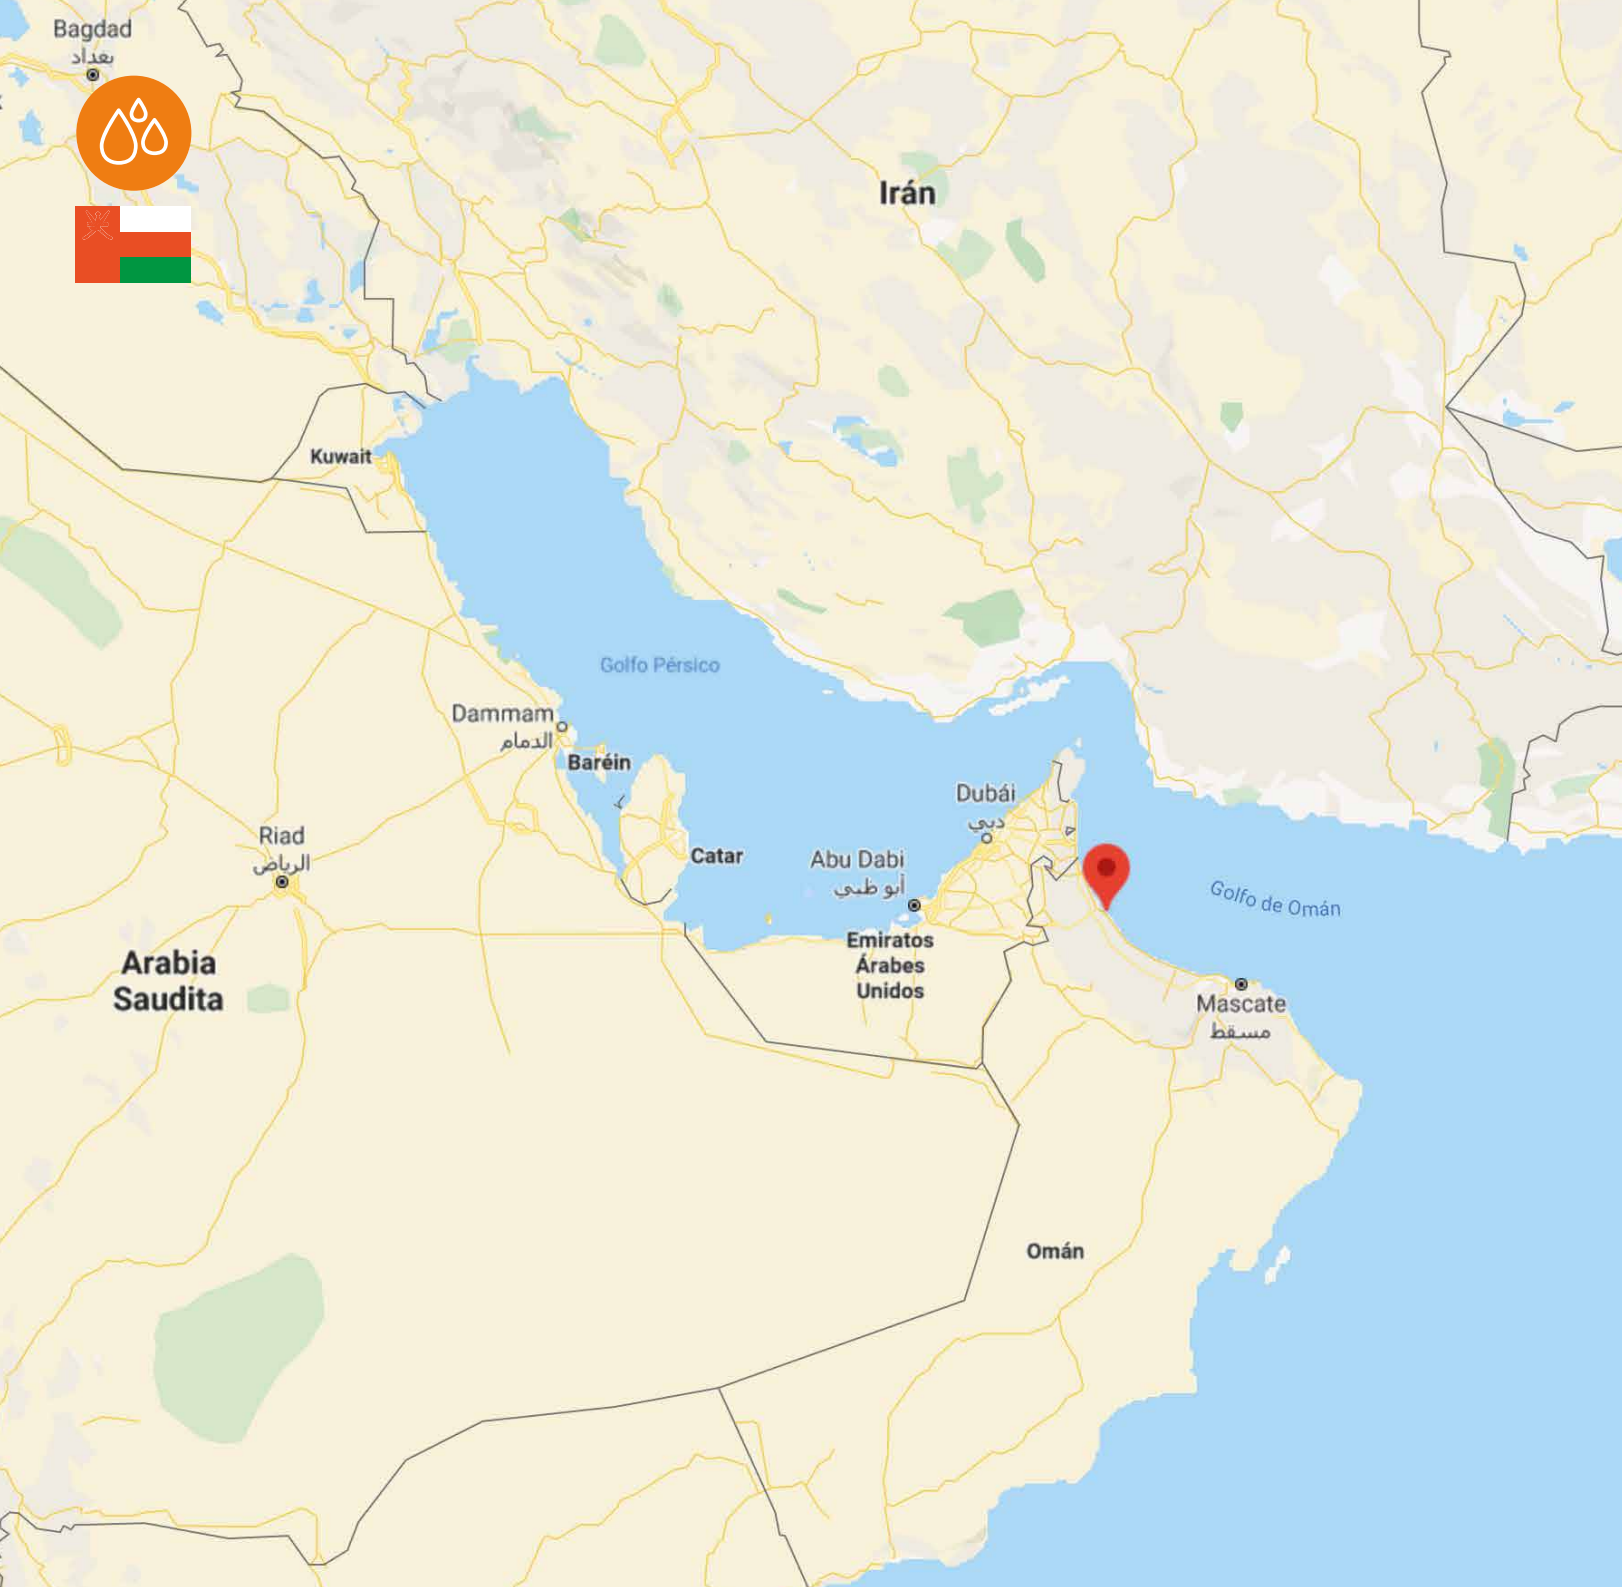 Bagdad
بغداد
Irán
Kuwait
Golfo Pérsico
Dammam
الدمام
Baréin
Dubái
دبي
Riad
الرياض
Catar
Abu Dabi
أبو ظبي
Golfo de Omán
Emiratos
Árabes
Unidos
Arabia
Saudita
Mascate
مسقط
Omán